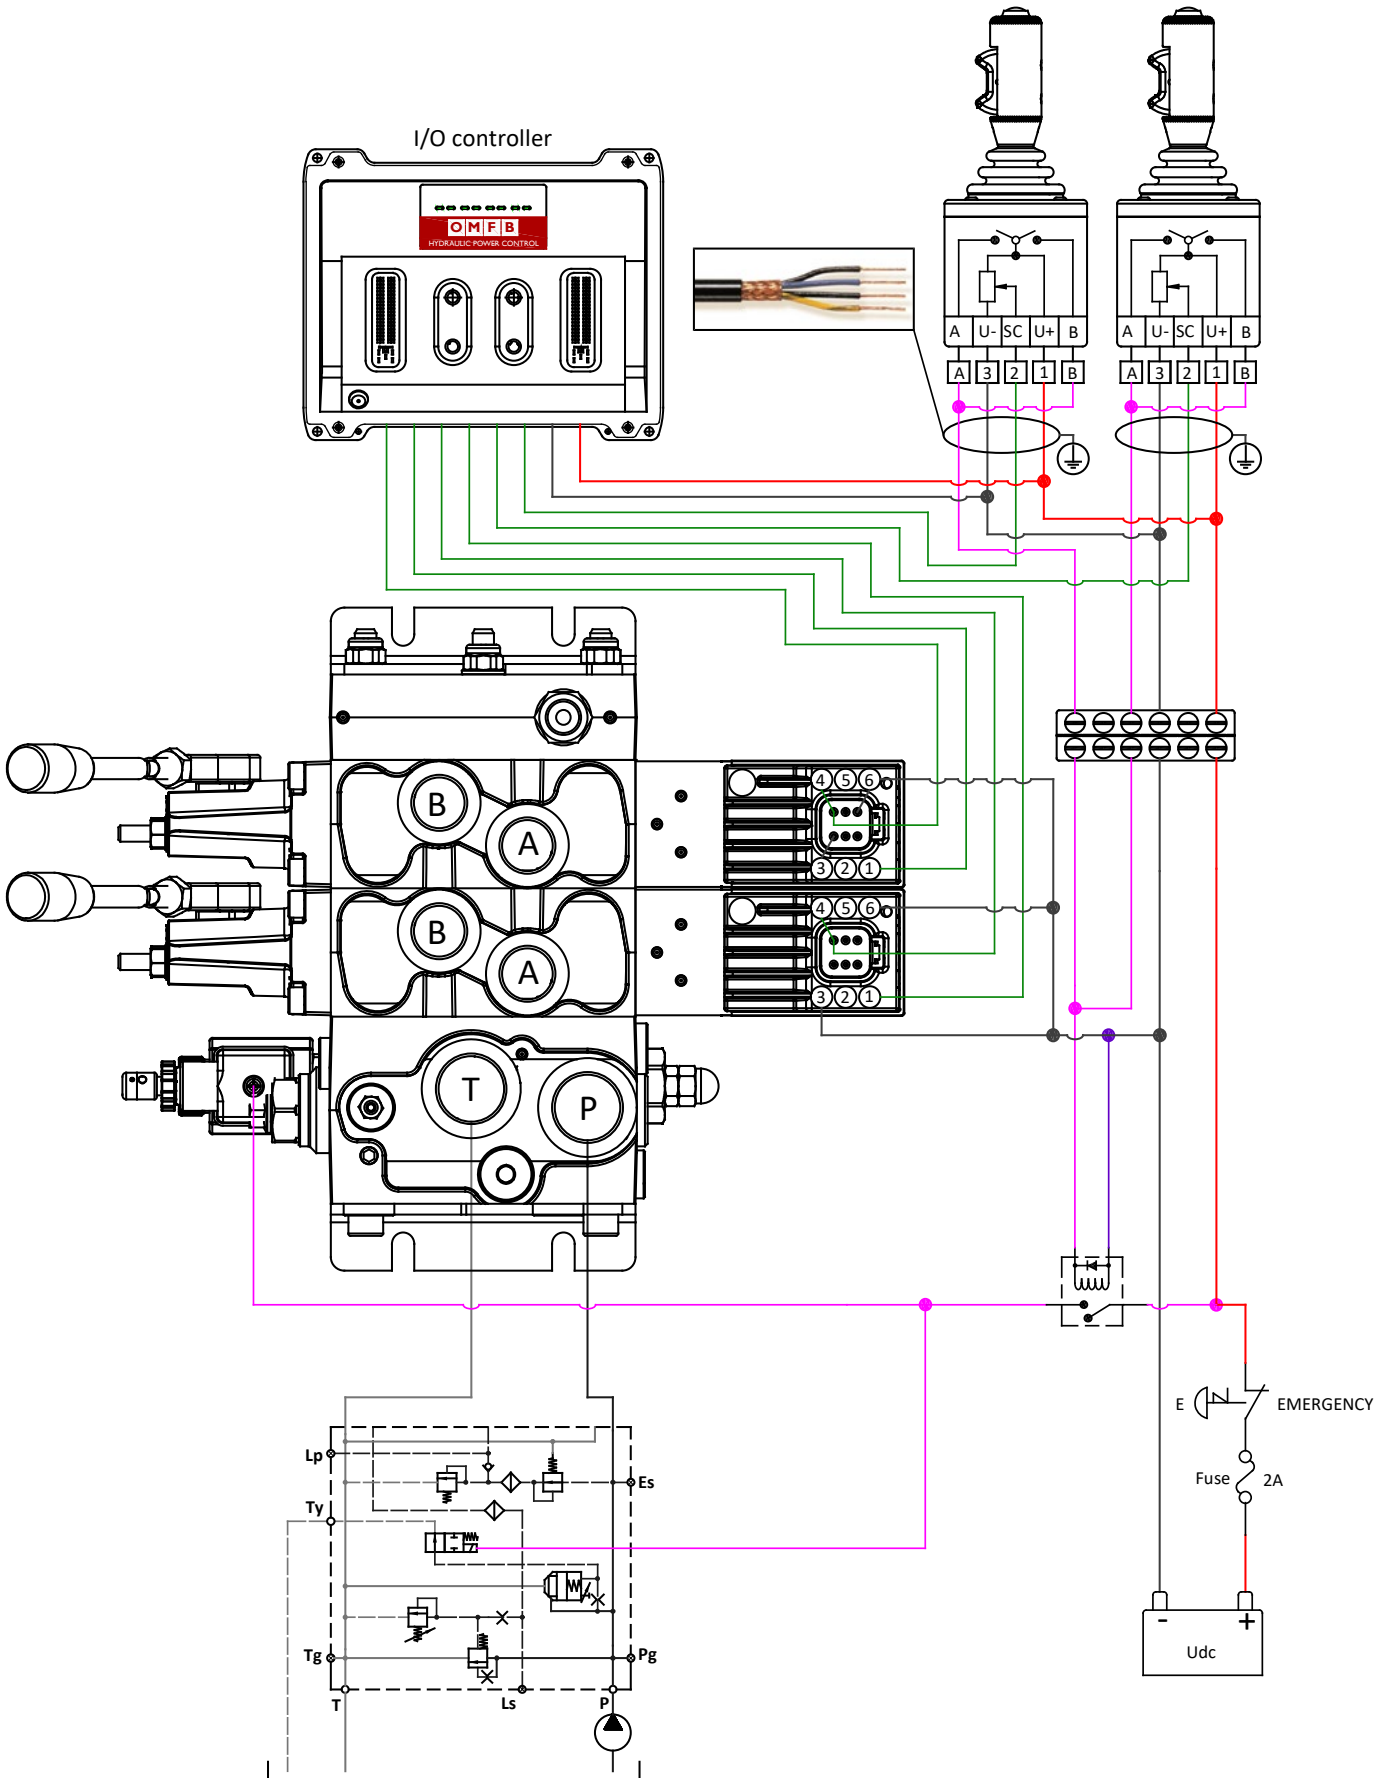 I/O controller
OMFB
HYDRAULIC POWER CONTROL
A U- SC U+ B
A 3 2 1 B
A U- SC U+ B
A 3 2 1 B
B
A
4 5 6
3 2 1
B
A
4 5 6
3 2 1
T
P
E
EMERGENCY
Fuse 2A
Lp
Es
Ty
Tg
Pg
T
Ls
P
- +
Udc